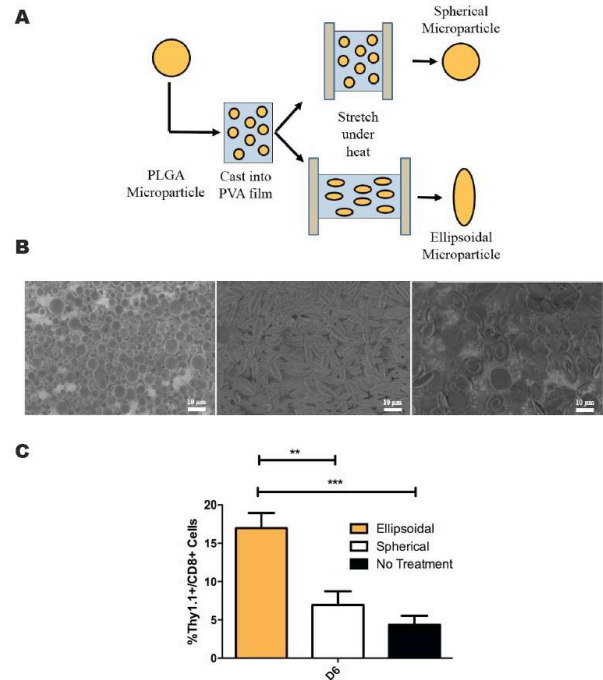 A
Spherical
Microparticle
PLGA
Microparticle
Cast into
PVA film
Stretch
under
heat
Ellipsoidal
Microparticle
B
10 μm
10 μm
10 μm
C
**
***
%Thy1.1+/CD8+ Cells
20
15
10
5
0
Ellipsoidal
Spherical
No Treatment
D6